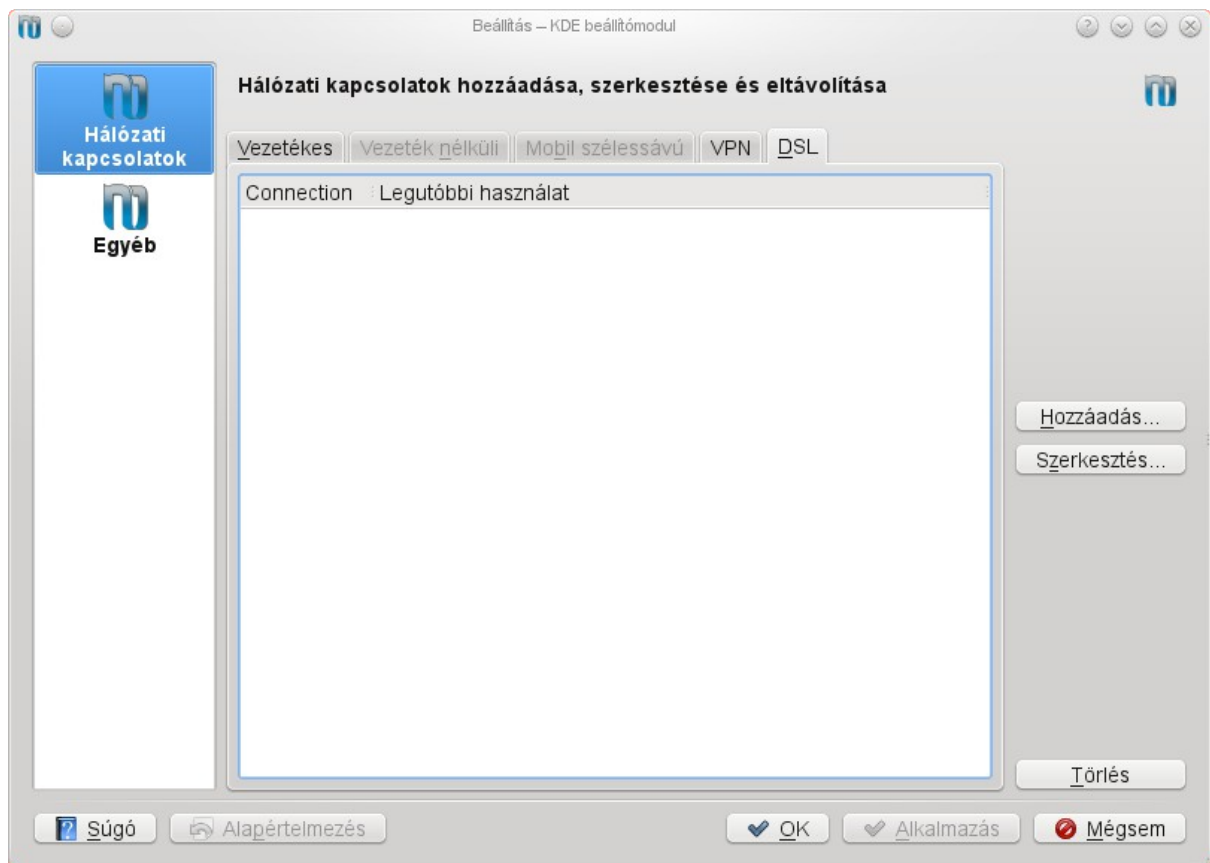 Beállítás – KDE beállítómodul
Hálózati kapcsolatok
Egyéb
Hálózati kapcsolatok hozzáadása, szerkesztése és eltávolítása
Vezetékes Vezeték nélküli Mobil szélessávú VPN DSL
Connection Legutóbbi használat
Hozzáadás...
Szerkesztés...
Törlés
Súgó Alapértelmezés OK Alkalmazás Mégsem